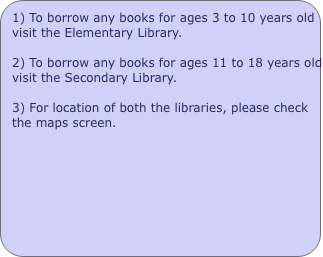 1) To borrow any books for ages 3 to 10 years old
visit the Elementary Library.
2) To borrow any books for ages 11 to 18 years old
visit the Secondary Library.
3) For location of both the libraries, please check
the maps screen.